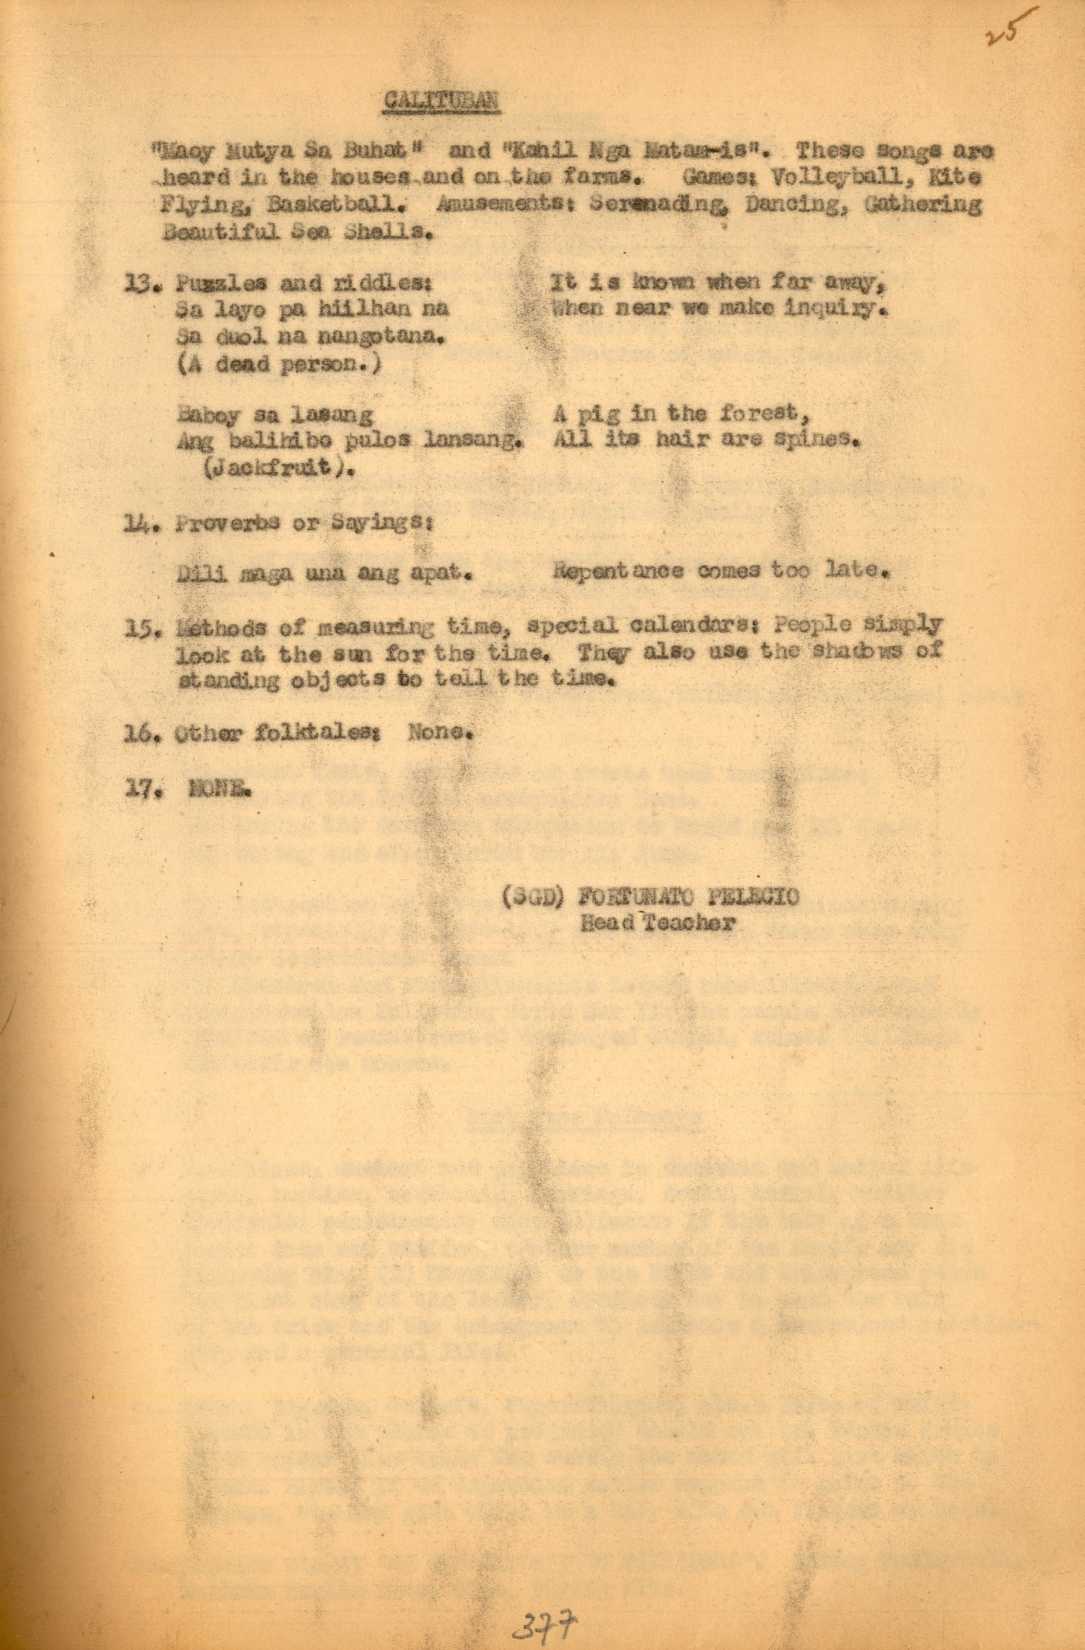 25
CALITUBAN
"Maoy Mutya Sa Buhat" and "Kahil Nga Matam-is". These songs are
heard in the houses and on the farms. Games: Volleyball, Kite
Flying, Basketball. Amusements: Serenading, Dancing, Gathering
Beautiful Sea Shells.
13. Puzzles and riddles: It is known when far away,
Sa layo pa hiilhan na When near we make inquiry.
Sa duol na nangotana.
(A dead person.)
Baboy sa lasang A pig in the forest,
Ang balihibo pulos lansang. All its hair are spines.
(Jackfruit).
14. Proverbs or Sayings:
Dili maga una ang apat. Repentance comes too late.
15. Methods of measuring time, special calendars: People simply
look at the sun for the time. They also use the shadows of
standing objects to tell the time.
16. Other folktales: None.
17. NONE.
(SGD) FORTUNATO PELEGIO
Head Teacher
377